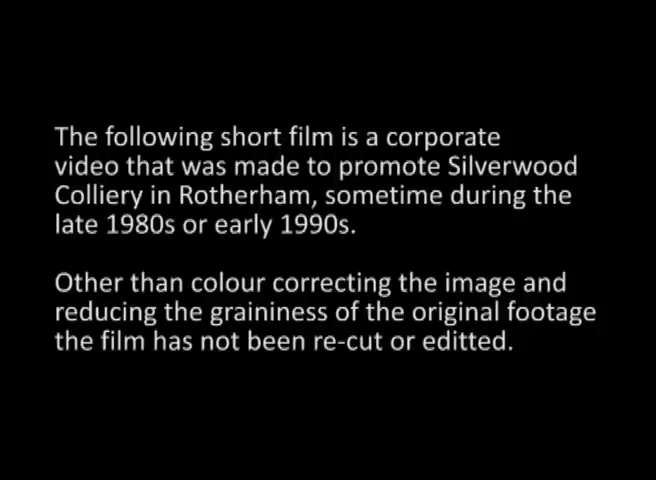 The following short film is a corporate
video that was made to promote Silverwood
Colliery in Rotherham, sometime during the
late 1980s or early 1990s.
Other than colour correcting the image and
reducing the graininess of the original footage
the film has not been re-cut or editted.